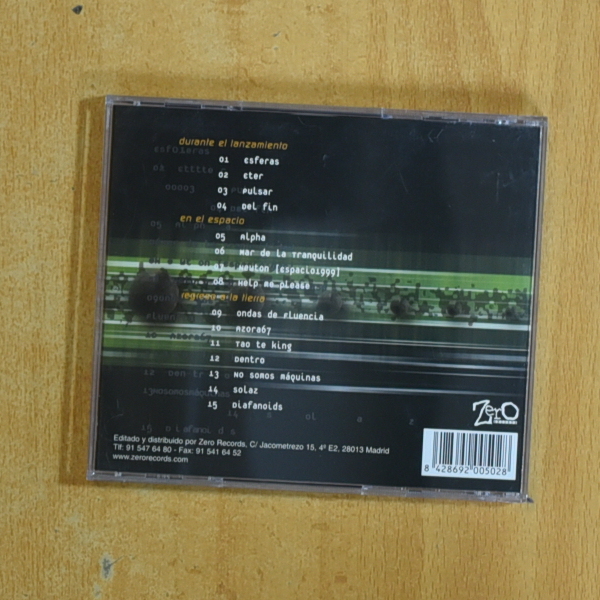 durante el lanzamiento
01 Esferas
02 Eter
03 Pulsar
04 Del fin
en el espacio
05 Alpha
06 Mar de la Tranquilidad
07 Newton [Espacio1999]
08 Help me please
regreso a la tierra
09 Ondas de fluencia
10 Azora67
11 Tao te king
12 Dentro
13 No somos máquinas
14 Solaz
15 Diafanoids
Zero
Editado y distribuido por Zero Records, C/ Jacometrezo 15, 4º E2, 28013 Madrid
Tlf: 91 547 64 80 - Fax: 91 541 64 52
www.zerorecords.com
8 428692 005028